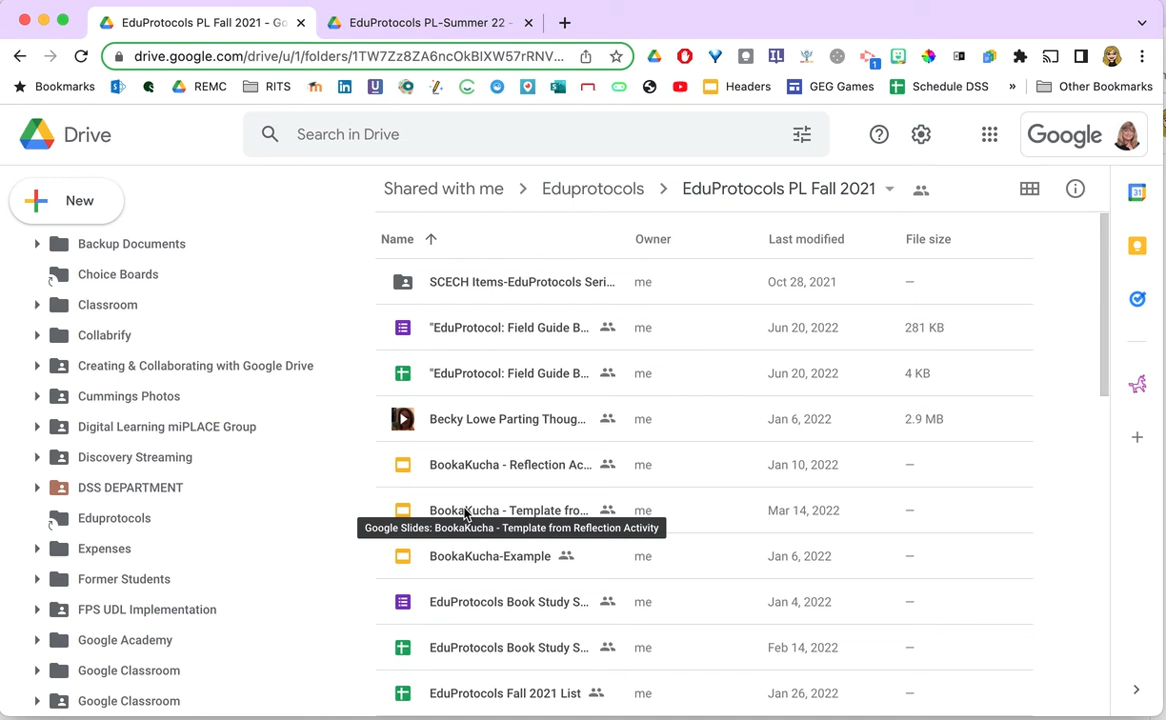 EduProtocols PL Fall 2021 - Go
EduProtocols PL-Summer 22 -
drive.google.com/drive/u/1/folders/1TW7Zz8ZA6ncOkBIXW57rRNV...
1
Bookmarks
REMC
RITS
Headers
GEG Games
Schedule DSS
»
Other Bookmarks
Drive
Search in Drive
Google
New
Shared with me > Eduprotocols > EduProtocols PL Fall 2021
Name
Owner
Last modified
File size
Backup Documents
Choice Boards
Classroom
Collabrify
Creating & Collaborating with Google Drive
Cummings Photos
Digital Learning miPLACE Group
Discovery Streaming
DSS DEPARTMENT
Eduprotocols
Expenses
Former Students
FPS UDL Implementation
Google Academy
Google Classroom
Google Classroom
SCECH Items-EduProtocols Seri... me Oct 28, 2021 —
"EduProtocol: Field Guide B... me Jun 20, 2022 281 KB
"EduProtocol: Field Guide B... me Jun 20, 2022 4 KB
Becky Lowe Parting Thoug... me Jan 6, 2022 2.9 MB
BookaKucha - Reflection Ac... me Jan 10, 2022 —
BookaKucha - Template fro... me Mar 14, 2022 —
Google Slides: BookaKucha - Template from Reflection Activity
BookaKucha-Example me Jan 6, 2022 —
EduProtocols Book Study S... me Jan 4, 2022 —
EduProtocols Book Study S... me Feb 14, 2022 —
EduProtocols Fall 2021 List me Jan 26, 2022 —
31